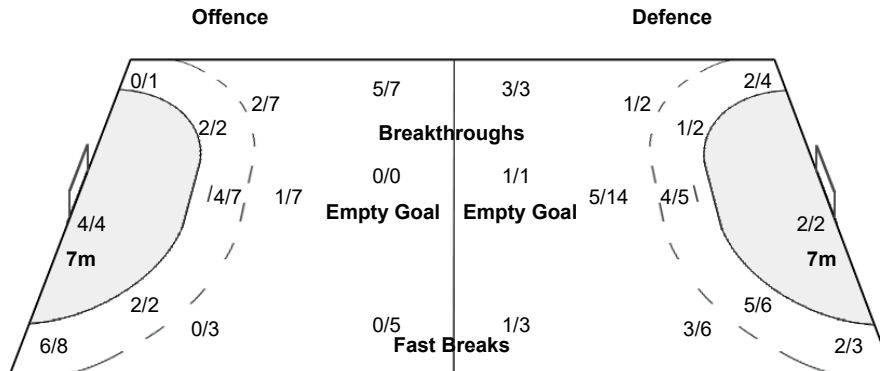 Offence Defence
0/1 5/7 3/3 2/4
2/7 1/2
2/2 1/2
Breakthroughs
0/0 1/1
4/7 1/7 5/14 4/5
Empty Goal Empty Goal
4/4 2/2
7m 7m
2/2 5/6
0/3 0/5 1/3 3/6
Fast Breaks
6/8 2/3